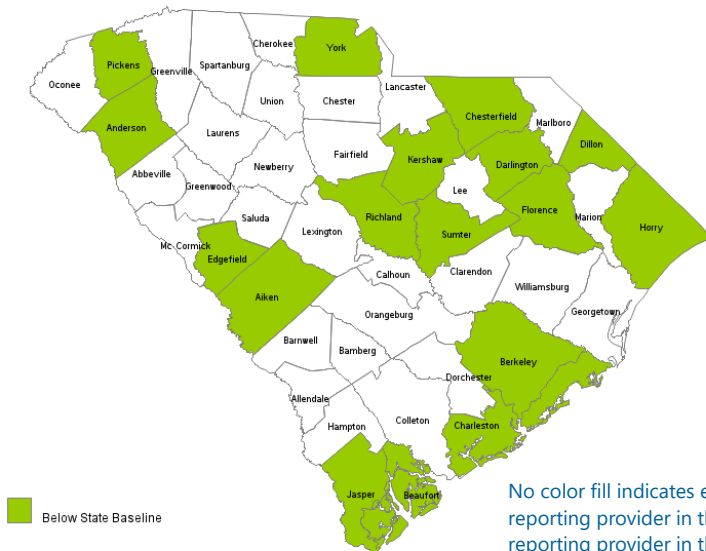 Cherokee
York
Pickens
Spartanburg
Greenville
Oconee
Lancaster
Union
Chester
Chesterfield
Marlboro
Anderson
Laurens
Dillon
Fairfield
Kershaw
Darlington
Newberry
Abbeville
Greenwood
Lee
Florence
Marion
Saluda
Richland
Horry
Lexington
Sumter
Mc Cormick
Edgefield
Calhoun
Clarendon
Williamsburg
Aiken
Georgetown
Orangeburg
Barnwell
Bamberg
Berkeley
Dorchester
Allendale
Colleton
Charleston
Hampton
Jasper
Beaufort
Below State Baseline
No color fill indicates
reporting provider in
reporting provider in